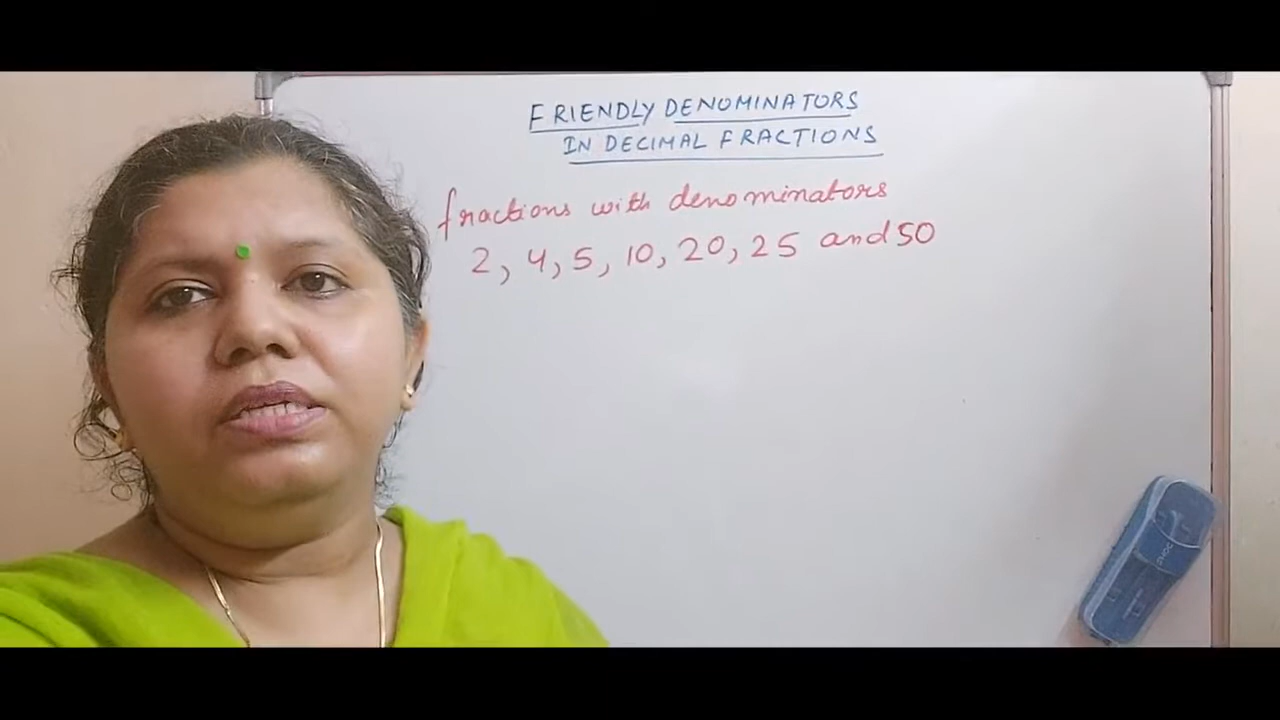 FRIENDLY DENOMINATORS
IN DECIMAL FRACTIONS
fractions with denominators
2, 4, 5, 10, 20, 25 and 50